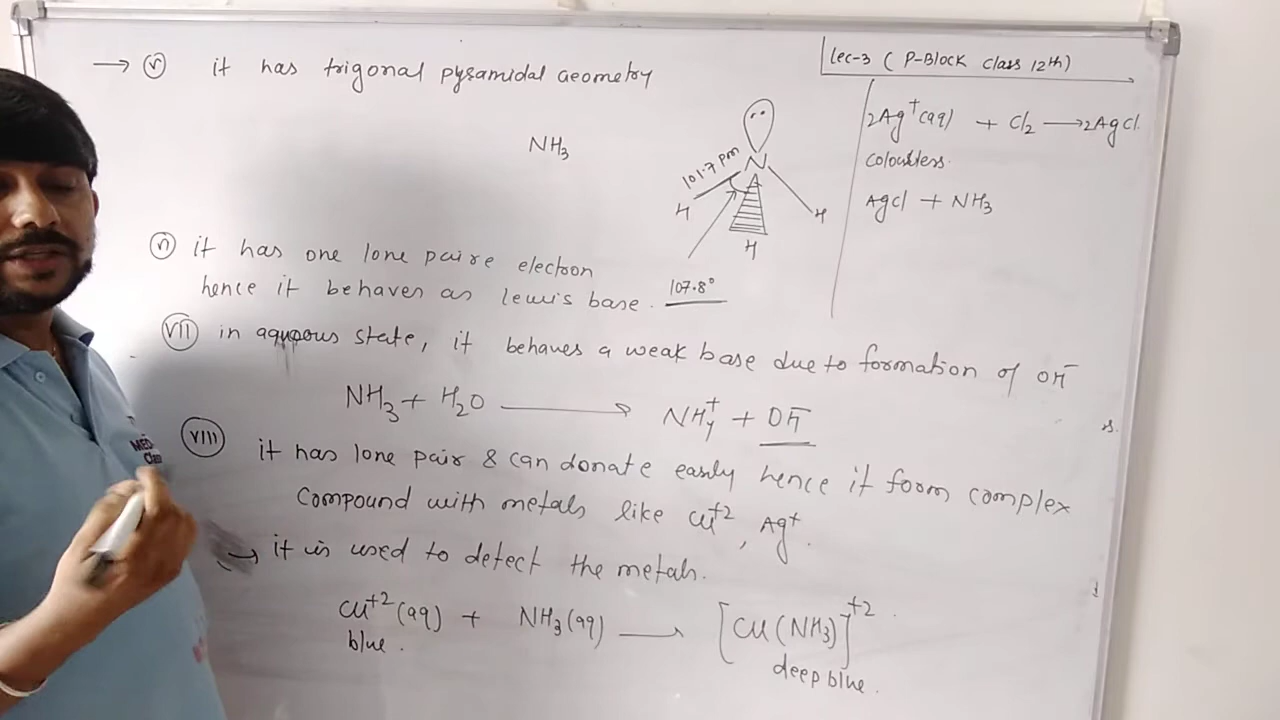 → (v) it has trigonal pyramidal Geometry
NH3
101.7 pm
N
H H
H
107.8°
(vi) it has one lone paire electron
hence it behaves as lewis base.
(VII) in aqueous state, it behaves a weak base due to formation of OH-
NH3 + H2O → NH4+ + OH-
(VIII) it has lone pair & can donate easily hence it form complex
compound with metals like Cu+2, Ag+.
→ it is used to detect the metals.
Cu+2 (aq) + NH3 (aq) → [Cu(NH3)]+2
blue.
deep blue.
Lec-3 ( P-Block Class 12th )
2Ag+(aq) + Cl2 → 2AgCl.
colourless.
AgCl + NH3
MED
Clas